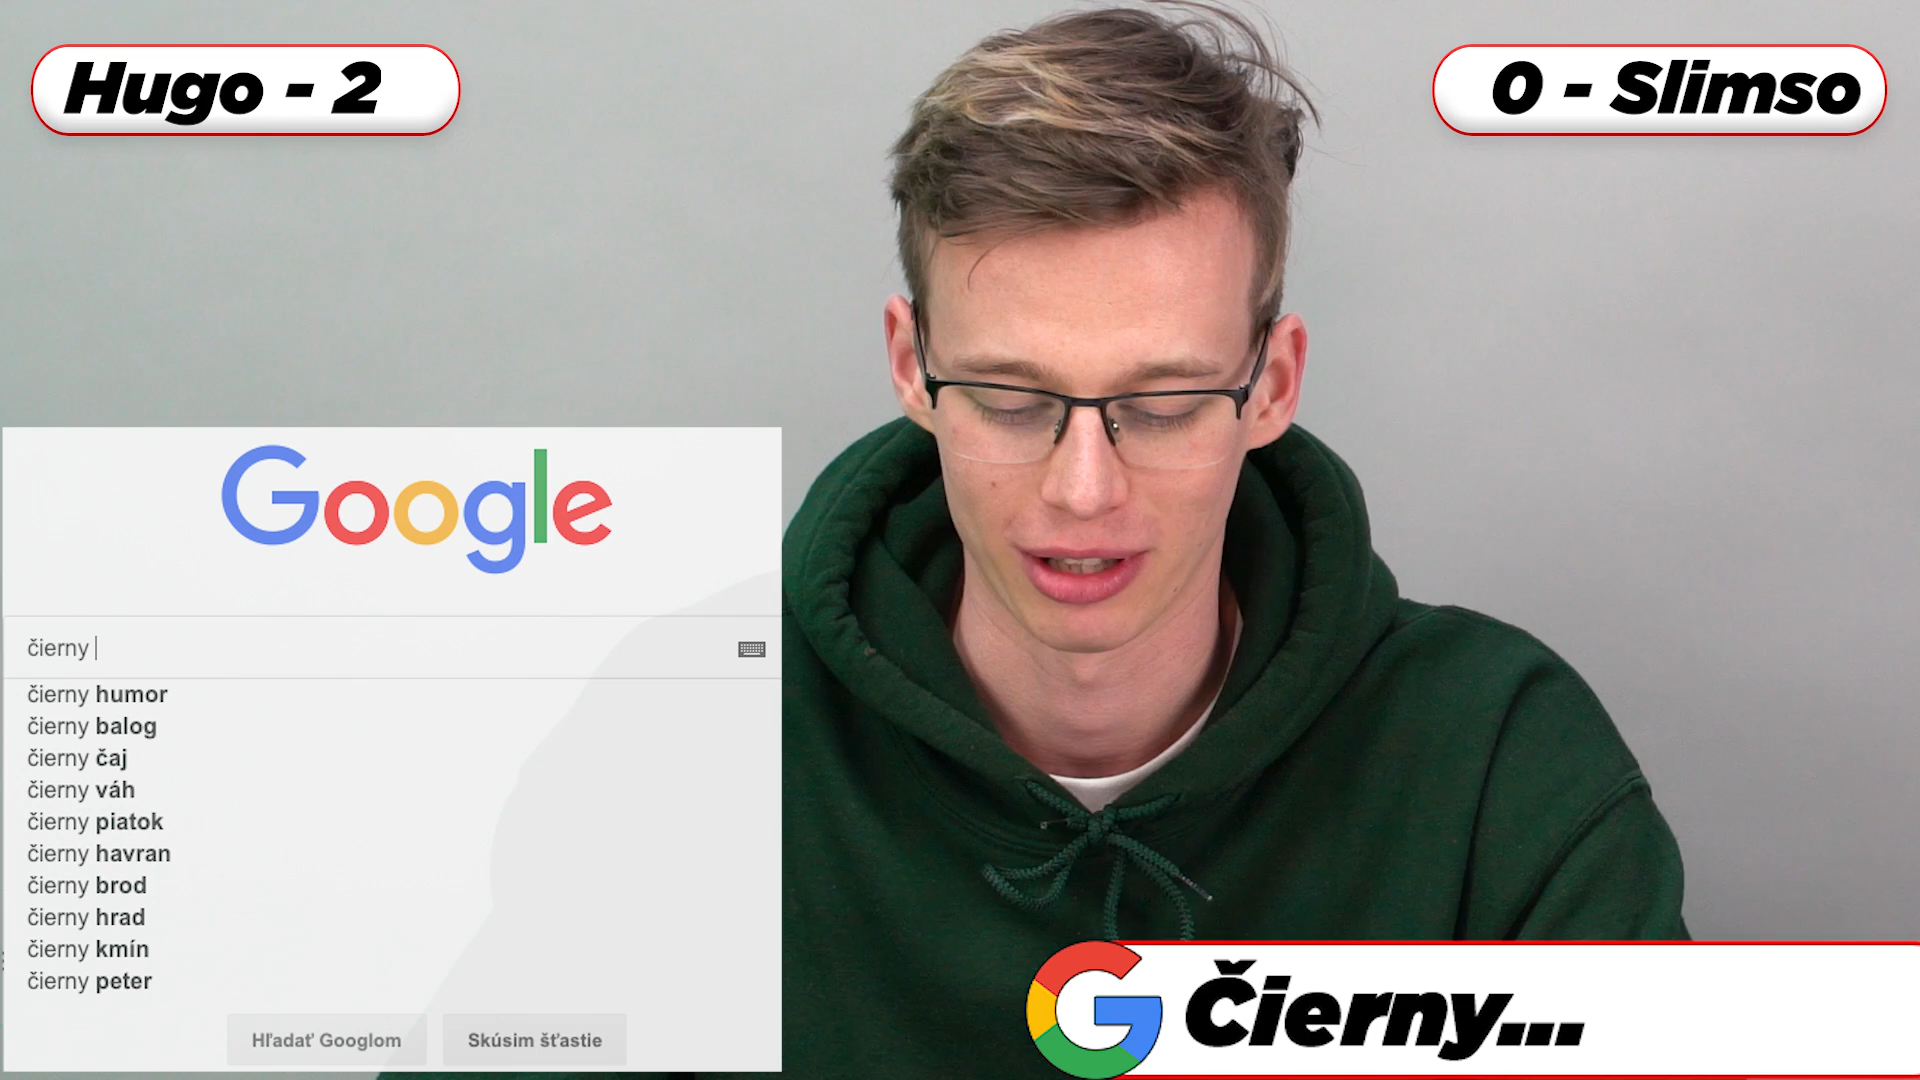 Hugo - 2
0 - Slimso
Google
čierny
čierny humor
čierny balog
čierny čaj
čierny váh
čierny piatok
čierny havran
čierny brod
čierny hrad
čierny kmín
čierny peter
Hľadať Googlom
Skúsim šťastie
G Čierny...